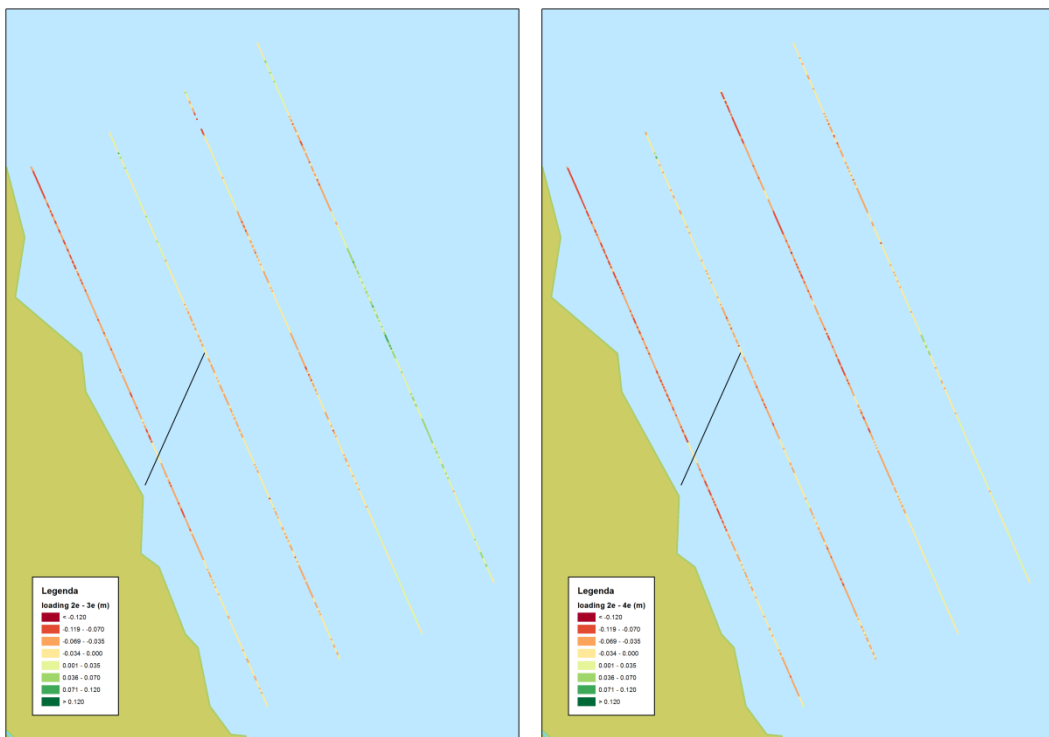 Legenda
loading 2e - 3e (m)
< -0.120
-0.119 - -0.070
-0.069 - -0.035
-0.034 - 0.000
0.001 - 0.035
0.036 - 0.070
0.071 - 0.120
> 0.120
Legenda
loading 2e - 4e (m)
< -0.120
-0.119 - -0.070
-0.069 - -0.035
-0.034 - 0.000
0.001 - 0.035
0.036 - 0.070
0.071 - 0.120
> 0.120